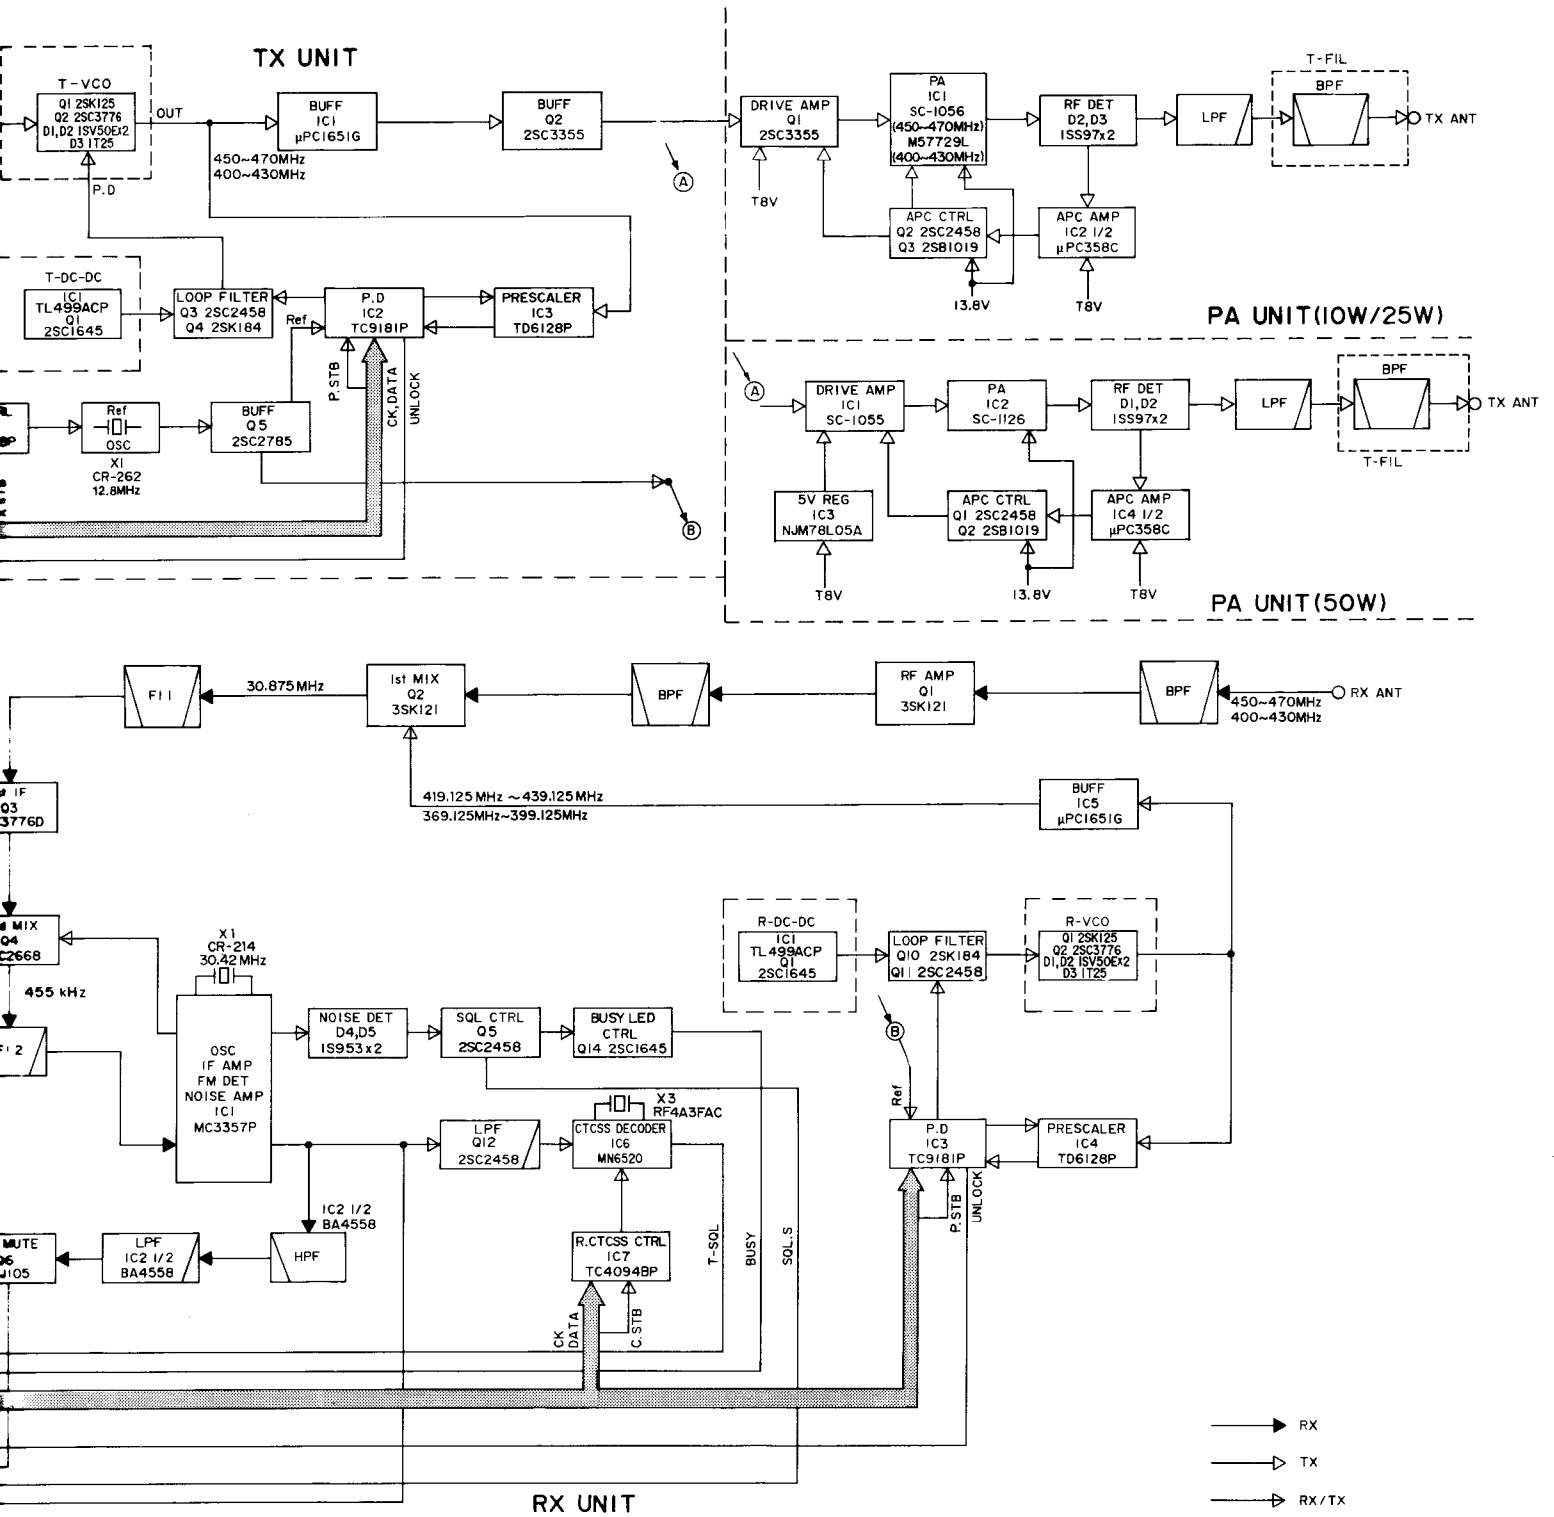 TX UNIT
T-VCO
Q1 2SK125
Q2 2SC3776
D1,D2 1SV50EX2
D3 1T25
OUT
P.D
BUFF
IC1
µPC1651G
450~470MHz
400~430MHz
BUFF
Q2
2SC3355
A
T-DC-DC
IC1
TL499ACP
Q1
2SC1645
LOOP FILTER
Q3 2SC2458
Q4 2SK184
Ref
P.D
IC2
TC9181P
PRESCALER
IC3
TD6128P
P.STB
CK,DATA
UNLOCK
Ref
OSC
X1
CR-262
12.8MHz
BUFF
Q5
2SC2785
B
DRIVE AMP
Q1
2SC3355
T8V
PA
IC1
SC-1056
(450~470MHz)
M57729L
(400~430MHz)
RF DET
D2,D3
1SS97x2
LPF
T-FIL
BPF
TX ANT
APC CTRL
Q2 2SC2458
Q3 2SB1019
APC AMP
IC2 1/2
µPC358C
13.8V
T8V
PA UNIT(10W/25W)
A
DRIVE AMP
IC1
SC-1055
PA
IC2
SC-1126
RF DET
D1,D2
1SS97x2
LPF
BPF
T-FIL
TX ANT
5V REG
IC3
NJM78L05A
APC CTRL
Q1 2SC2458
Q2 2SB1019
APC AMP
IC4 1/2
µPC358C
T8V
13.8V
T8V
PA UNIT(50W)
FI1
30.875MHz
1st MIX
Q2
3SK121
BPF
RF AMP
Q1
3SK121
BPF
450~470MHz
400~430MHz
RX ANT
IF
Q3
3776D
419.125MHz ~439.125MHz
369.125MHz~399.125MHz
BUFF
IC5
µPC1651G
MIX
Q4
C2668
455 kHz
X1
CR-214
30.42MHz
OSC
IF AMP
FM DET
NOISE AMP
IC1
MC3357P
NOISE DET
D4,D5
1S953x2
SQL CTRL
Q5
2SC2458
BUSY LED
CTRL
Q14 2SC1645
R-DC-DC
IC1
TL499ACP
Q1
2SC1645
LOOP FILTER
Q10 2SK184
Q11 2SC2458
R-VCO
Q1 2SK125
Q2 2SC3776
D1,D2 1SV50EX2
D3 1T25
B
Ref
LPF
Q12
2SC2458
X3
RF4A3FAC
CTCSS DECODER
IC6
MN6520
P.D
IC3
TC9181P
PRESCALER
IC4
TD6128P
P.STB
UNLOCK
MUTE
J105
LPF
IC2 1/2
BA4558
IC2 1/2
BA4558
HPF
R.CTCSS CTRL
IC7
TC4094BP
CK
DATA
C.STB
T-SQL
BUSY
SQL.S
RX UNIT
RX
TX
RX/TX